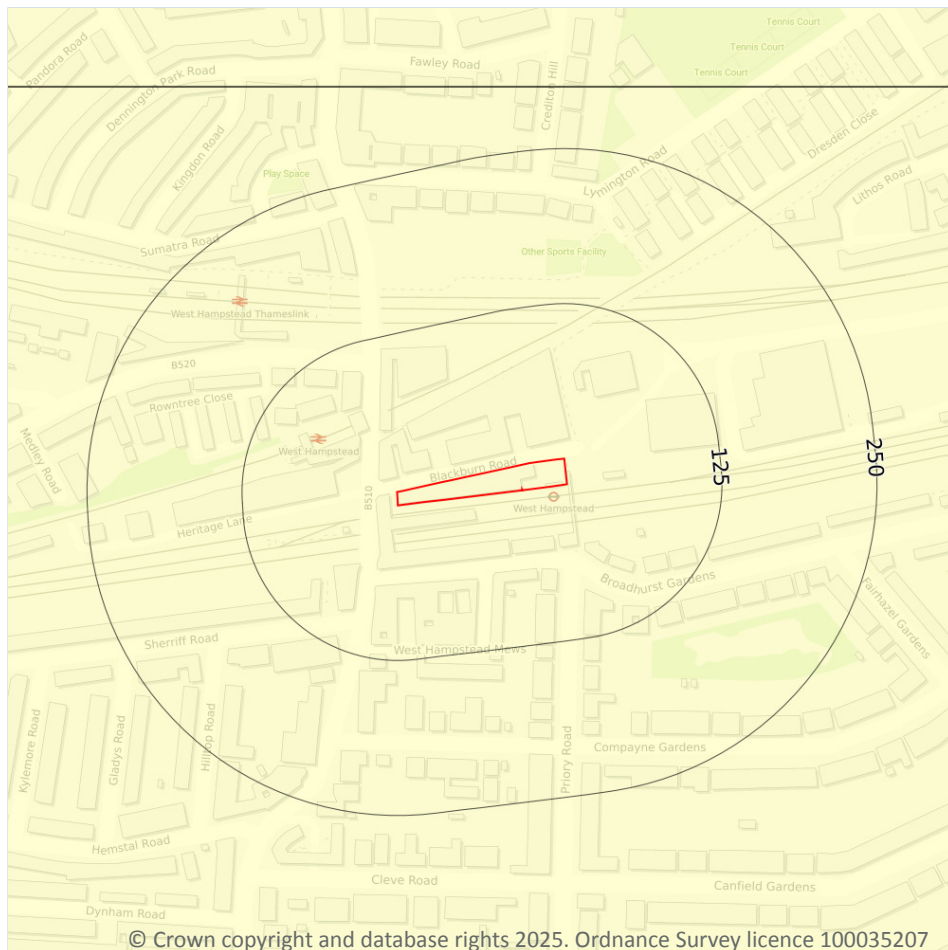 Tennis Court
Pandora Road
Fawley Road
Tennis Court
Dennington Park Road
Crediton Hill
Tennis Court
Dresden Close
Kingdon Road
Play Space
Lymington Road
Lithos Road
Sumatra Road
Other Sports Facility
West Hampstead Thameslink
B520
Rowntree Close
Medley Road
West Hampstead
Blackburn Road
125
250
B510
West Hampstead
Heritage Lane
Broadhurst Gardens
Fairhazel Gardens
Sherriff Road
West Hampstead Mews
Kylemore Road
Gladys Road
Hilltop Road
Priory Road
Compayne Gardens
Hemstal Road
Cleve Road
Canfield Gardens
Dynham Road
© Crown copyright and database rights 2025. Ordnance Survey licence 100035207